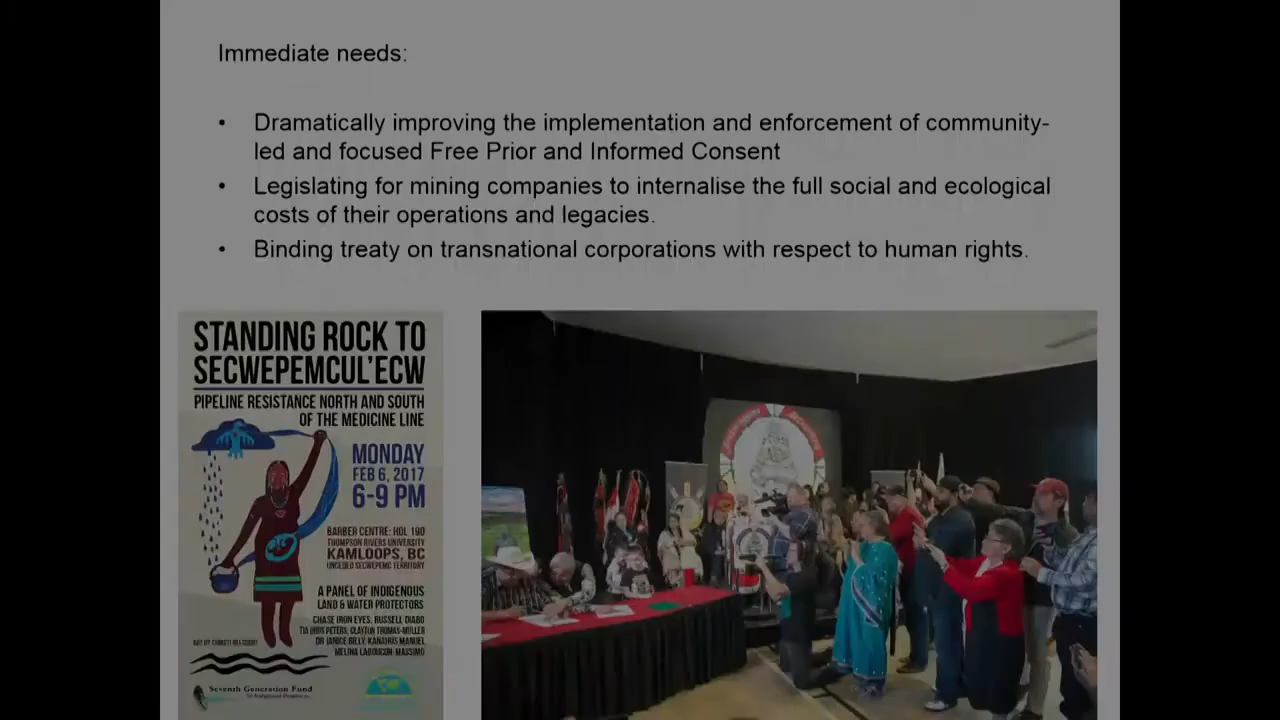 Immediate needs:
• Dramatically improving the implementation and enforcement of community-
led and focused Free Prior and Informed Consent
• Legislating for mining companies to internalise the full social and ecological
costs of their operations and legacies.
• Binding treaty on transnational corporations with respect to human rights.
STANDING ROCK TO
SECWEPEMCUL'ECW
PIPELINE RESISTANCE NORTH AND SOUTH
OF THE MEDICINE LINE
MONDAY
FEB 6, 2017
6-9 PM
BARBER CENTRE: HOL 190
THOMPSON RIVERS UNIVERSITY
KAMLOOPS, BC
UNCEDED SECWEPEMC TERRITORY
A PANEL OF INDIGENOUS
LAND & WATER PROTECTORS
CHASE IRON EYES, RUSSELL DIABO
PETERS, CLAYTON THOMAS-MULLER
DR JANICE BILLY, KANAHUS MANUEL
MELINA LABOUCAN-MASSIMO
Seventh Generation Fund